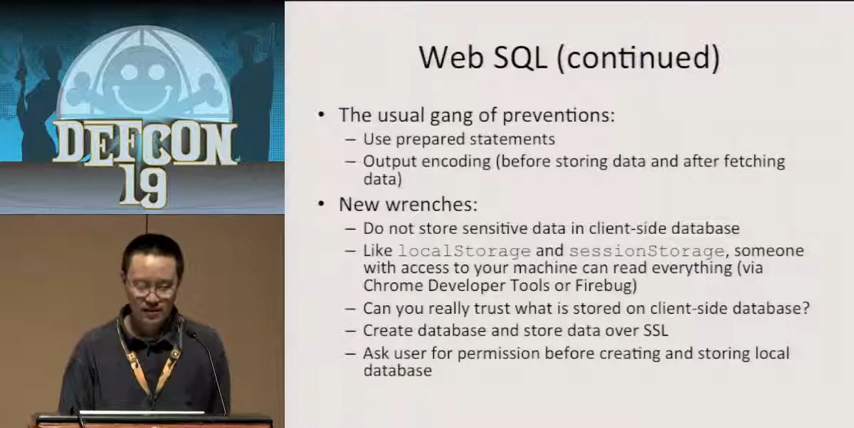 DEFCON
19
Web SQL (continued)
• The usual gang of preventions:
– Use prepared statements
– Output encoding (before storing data and after fetching
data)
• New wrenches:
– Do not store sensitive data in client-side database
– Like localStorage and sessionStorage, someone
with access to your machine can read everything (via
Chrome Developer Tools or Firebug)
– Can you really trust what is stored on client-side database?
– Create database and store data over SSL
– Ask user for permission before creating and storing local
database